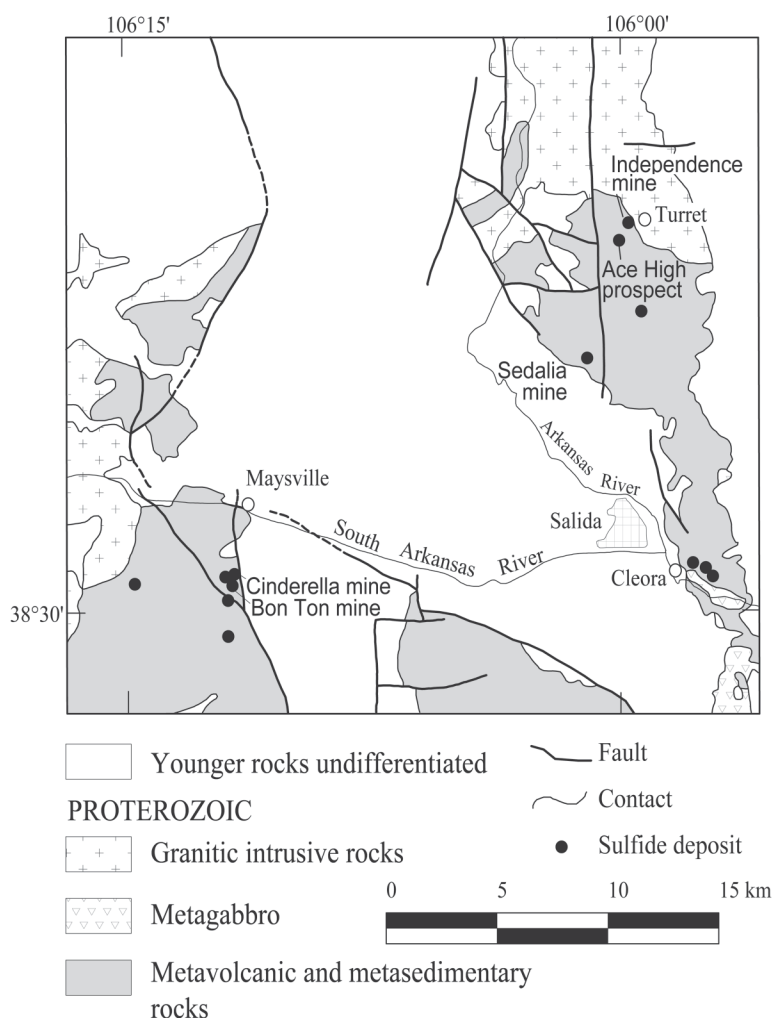 106°15'
106°00'
Independence
mine
Turret
Ace High
prospect
Sedalia
mine
Arkansas River
Maysville
Salida
South Arkansas River
Cleora
Cinderella mine
Bon Ton mine
38°30'
Younger rocks undifferentiated
PROTEROZOIC
Granitic intrusive rocks
Metagabbro
Metavolcanic and metasedimentary
rocks
Fault
Contact
Sulfide deposit
0 5 10 15 km